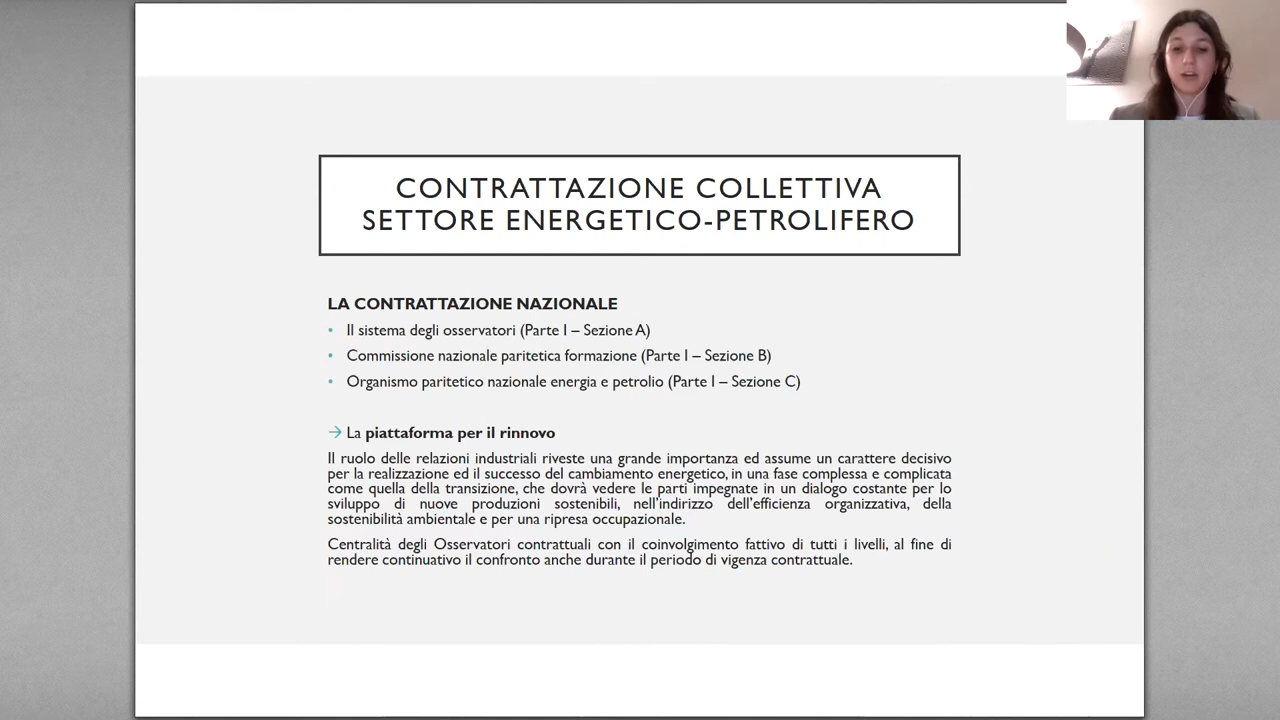 CONTRATTAZIONE COLLETTIVA
SETTORE ENERGETICO-PETROLIFERO
LA CONTRATTAZIONE NAZIONALE
• Il sistema degli osservatori (Parte I – Sezione A)
• Commissione nazionale paritetica formazione (Parte I – Sezione B)
• Organismo paritetico nazionale energia e petrolio (Parte I – Sezione C)
→ La piattaforma per il rinnovo
Il ruolo delle relazioni industriali riveste una grande importanza ed assume un carattere decisivo
per la realizzazione ed il successo del cambiamento energetico, in una fase complessa e complicata
come quella della transizione, che dovrà vedere le parti impegnate in un dialogo costante per lo
sviluppo di nuove produzioni sostenibili, nell’indirizzo dell’efficienza organizzativa, della
sostenibilità ambientale e per una ripresa occupazionale.
Centralità degli Osservatori contrattuali con il coinvolgimento fattivo di tutti i livelli, al fine di
rendere continuativo il confronto anche durante il periodo di vigenza contrattuale.